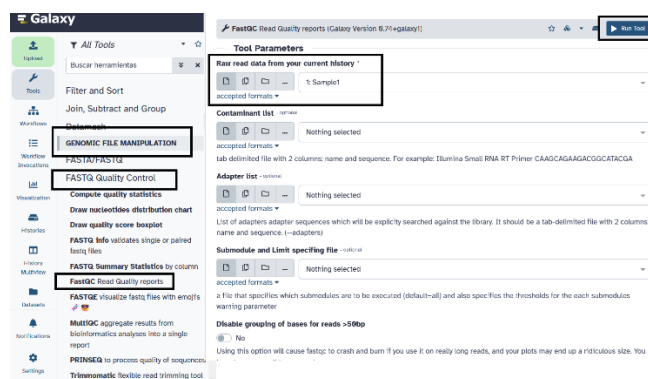 Galaxy
Upload
Tools
Workflows
Workflow
Invocations
Visualization
Histories
History
Multiview
Datasets
Notifications
Settings
All Tools
Buscar herramientas
Filter and Sort
Join, Subtract and Group
Datamash
GENOMIC FILE MANIPULATION
FASTA/FASTQ
FASTQ Quality Control
Compute quality statistics
Draw nucleotides distribution chart
Draw quality score boxplot
FASTQ Info validates single or paired
fastq files
FASTQ Summary Statistics by column
FastQC Read Quality reports
FASTQE visualize fastq files with emoji's
MultiQC aggregate results from
bioinformatics analyses into a single
report
PRINSEQ to process quality of sequences
Trimmomatic flexible read trimming tool
FastQC Read Quality reports (Galaxy Version 0.74+galaxy1)
Run Tool
Tool Parameters
Raw read data from your current history *
1: Sample1
accepted formats
Contaminant list - optional
Nothing selected
accepted formats
tab delimited file with 2 columns: name and sequence. For example: Illumina Small RNA RT Primer CAAGCAGAAGACGGCATACGA
Adapter list - optional
Nothing selected
accepted formats
List of adapters adapter sequences which will be explicity searched against the library. It should be a tab-delimited file with 2 columns:
name and sequence. (--adapters)
Submodule and Limit specifing file - optional
Nothing selected
accepted formats
a file that specifies which submodules are to be executed (default=all) and also specifies the thresholds for the each submodules
warning parameter
Disable grouping of bases for reads >50bp
No
Using this option will cause fastqc to crash and burn if you use it on really long reads, and your plots may end up a ridiculous size. You